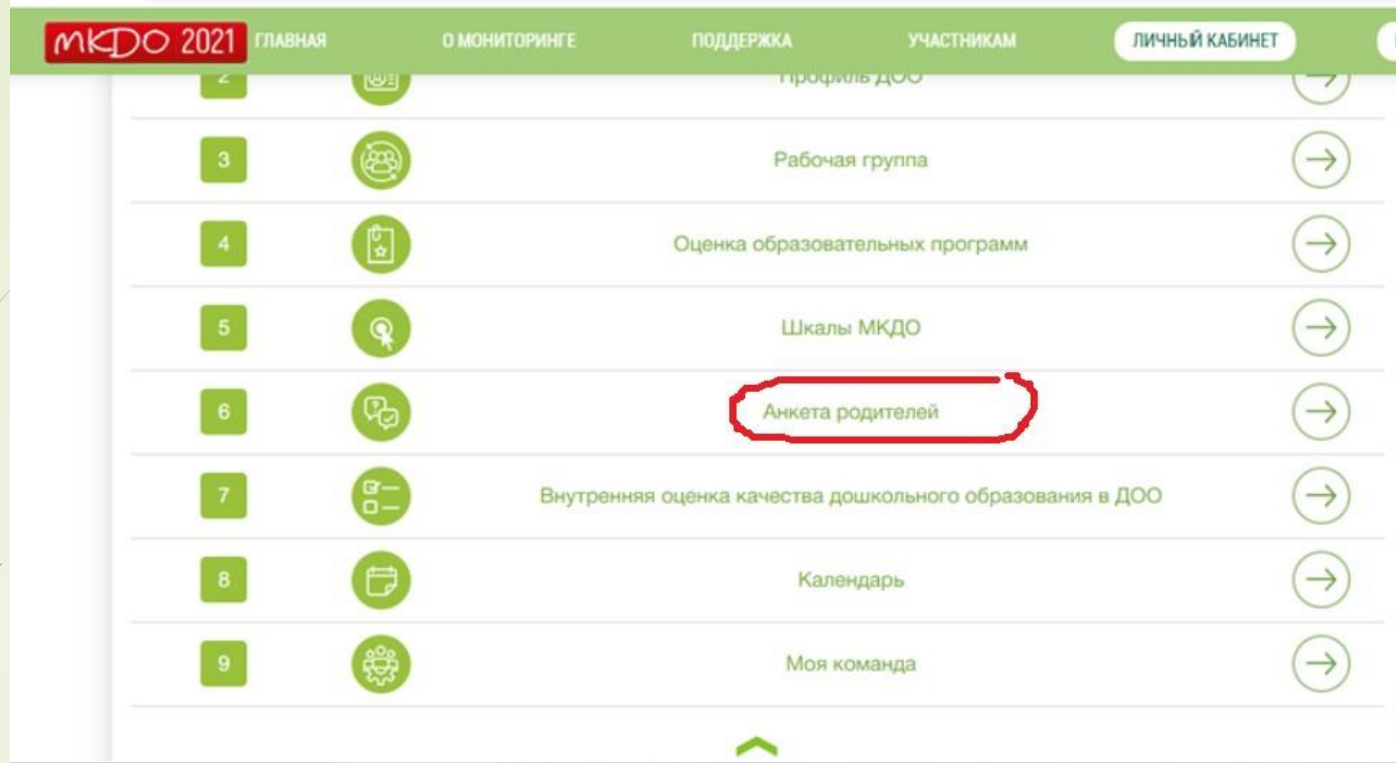 МКДО 2021 ГЛАВНАЯ О МОНИТОРИНГЕ ПОДДЕРЖКА УЧАСТНИКАМ ЛИЧНЫЙ КАБИНЕТ
2 Профиль ДОО
3 Рабочая группа
4 Оценка образовательных программ
5 Шкалы МКДО
6 Анкета родителей
7 Внутренняя оценка качества дошкольного образования в ДОО
8 Календарь
9 Моя команда